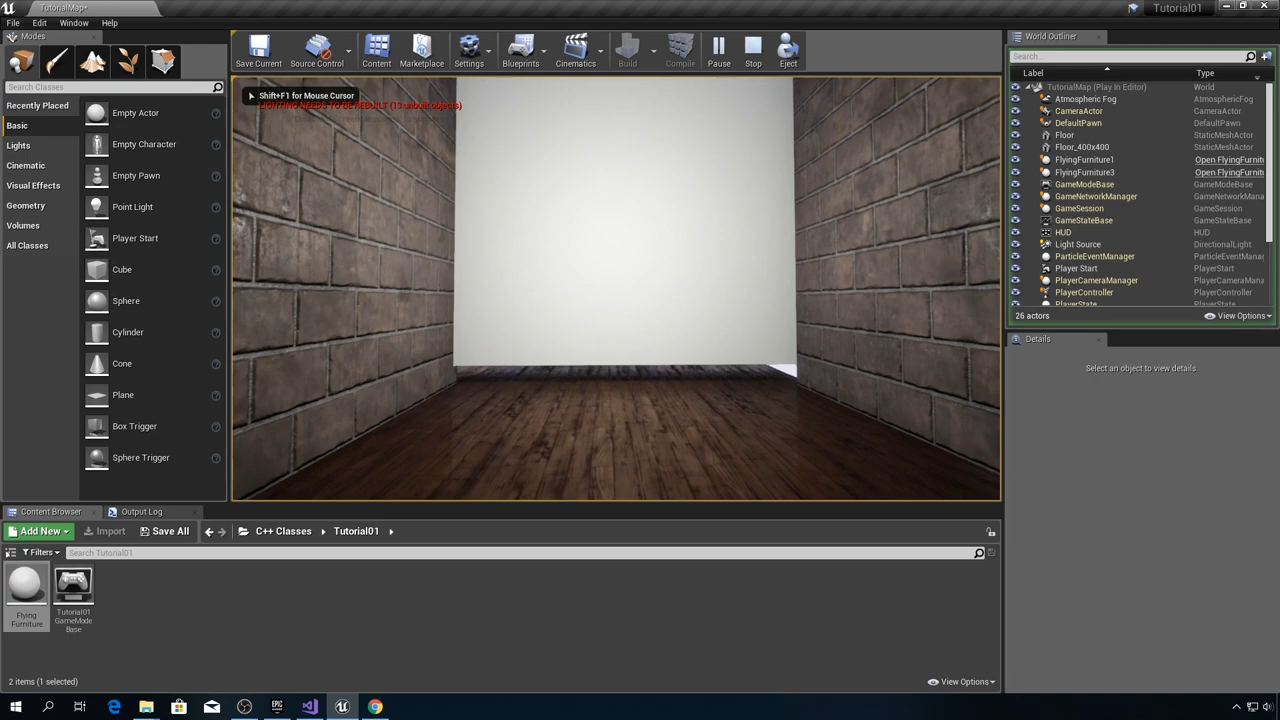 TutorialMap*
Tutorial01
File Edit Window Help
Modes
Search Classes
Recently Placed
Basic
Lights
Cinematic
Visual Effects
Geometry
Volumes
All Classes
Empty Actor
Empty Character
Empty Pawn
Point Light
Player Start
Cube
Sphere
Cylinder
Cone
Plane
Box Trigger
Sphere Trigger
Save Current
Source Control
Content
Marketplace
Settings
Blueprints
Cinematics
Build
Compile
Pause
Stop
Eject
Shift+F1 for Mouse Cursor
LIGHTING NEEDS TO BE REBUILT (13 unbuilt objects)
World Outliner
Search...
Label Type
TutorialMap (Play In Editor) World
Atmospheric Fog AtmosphericFog
CameraActor CameraActor
DefaultPawn DefaultPawn
Floor StaticMeshActor
Floor_400x400 StaticMeshActor
FlyingFurniture1 Open FlyingFurnit
FlyingFurniture3 Open FlyingFurnit
GameModeBase GameModeBase
GameNetworkManager GameNetworkMana
GameSession GameSession
GameStateBase GameStateBase
HUD HUD
Light Source DirectionalLight
ParticleEventManager ParticleEventManag
Player Start PlayerStart
PlayerCameraManager PlayerCameraMana
PlayerController PlayerController
PlayerState PlayerState
26 actors
View Options
Details
Select an object to view details.
Content Browser
Output Log
Add New
Import
Save All
C++ Classes
Tutorial01
Filters
Search Tutorial01
Flying
Furniture
Tutorial01
GameMode
Base
2 items (1 selected)
View Options
EPIC
GAMES